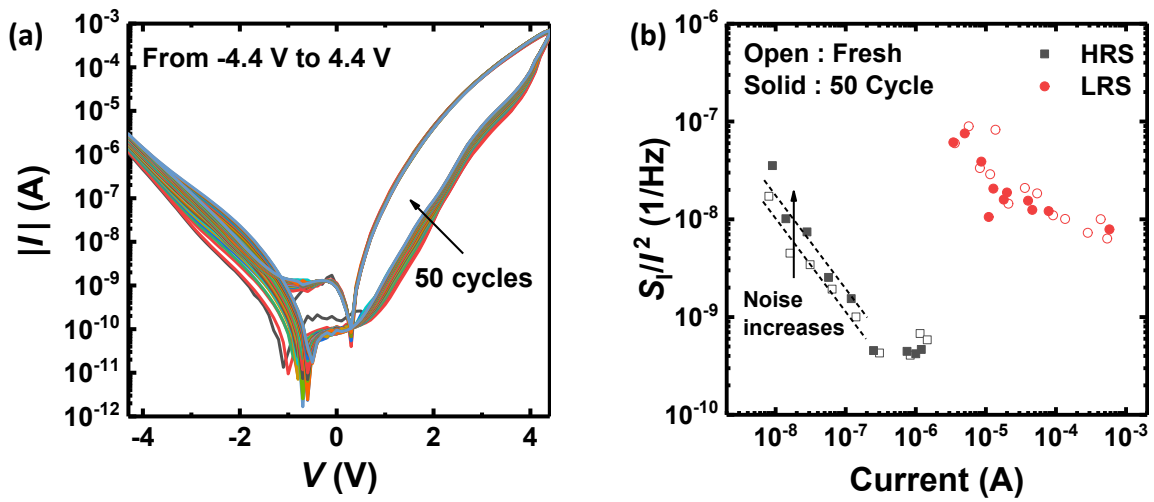 (a)
From -4.4 V to 4.4 V
50 cycles
10⁻³
10⁻⁴
10⁻⁵
10⁻⁶
10⁻⁷
10⁻⁸
10⁻⁹
10⁻¹⁰
10⁻¹¹
10⁻¹²
|I| (A)
−4 −2 0 2 4
V (V)
(b)
Open : Fresh
Solid : 50 Cycle
HRS
LRS
Noise
increases
10⁻⁶
10⁻⁷
10⁻⁸
10⁻⁹
10⁻¹⁰
S_I/I² (1/Hz)
10⁻⁸ 10⁻⁷ 10⁻⁶ 10⁻⁵ 10⁻⁴ 10⁻³
Current (A)